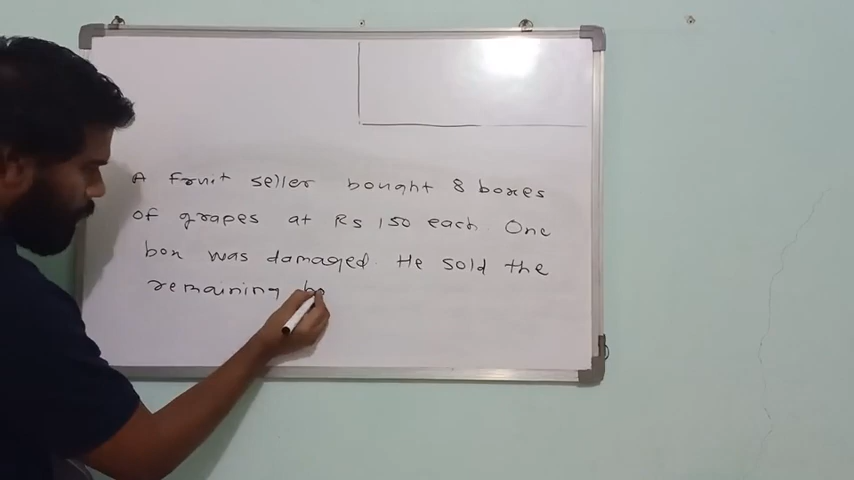 A fruit seller bought 8 boxes
of grapes at Rs 150 each. One
box was damaged. He sold the
remaining bo